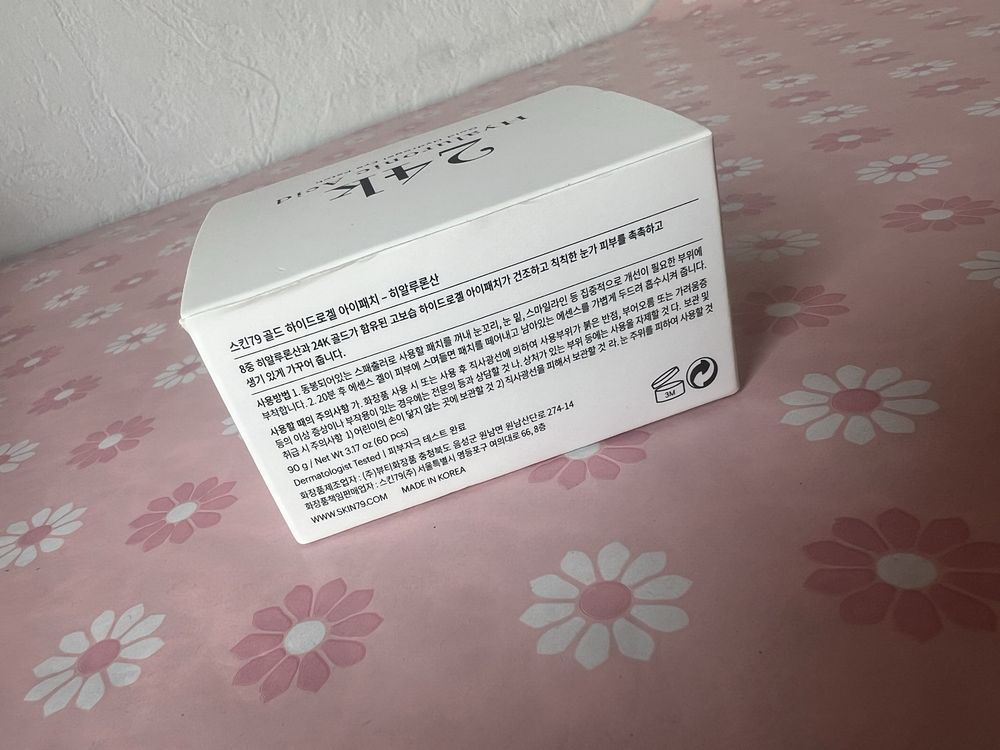 24K
Hyaluronic Acid
스킨79 골드 하이드로겔 아이패치 – 히알루론산
8중 히알루론산과 24K 골드가 함유된 고보습 하이드로겔 아이패치가 건조하고 칙칙한 눈가 피부를 촉촉하고
생기 있게 가꾸어 줍니다.
사용방법 1. 동봉되어있는 스패출러로 사용할 패치를 꺼내 눈꼬리, 눈 밑, 스마일라인 등 집중적으로 개선이 필요한 부위에
부착합니다. 2. 20분 후 에센스 겔이 피부에 스며들면 패치를 떼어내고 남아있는 에센스를 가볍게 두드려 흡수시켜 줍니다.
사용할 때의 주의사항 가. 화장품 사용 시 또는 사용 후 직사광선에 의하여 사용부위가 붉은 반점, 부어오름 또는 가려움증
등의 이상 증상이나 부작용이 있는 경우에는 전문의 등과 상담할 것 나. 상처가 있는 부위 등에는 사용을 자제할 것 다. 보관 및
취급 시 주의사항 1) 어린이의 손이 닿지 않는 곳에 보관할 것 2) 직사광선을 피해서 보관할 것 라. 눈 주위를 피하여 사용할 것
90 g / Net Wt 3.17 oz (60 pcs)
Dermatologist Tested | 피부자극 테스트 완료
화장품제조업자 : (주)뷰티화장품 충청북도 음성군 원남면 원남산단로 274-14
화장품책임판매업자 : 스킨79(주) 서울특별시 영등포구 여의대로 66, 8층
WWW.SKIN79.COM MADE IN KOREA
3M